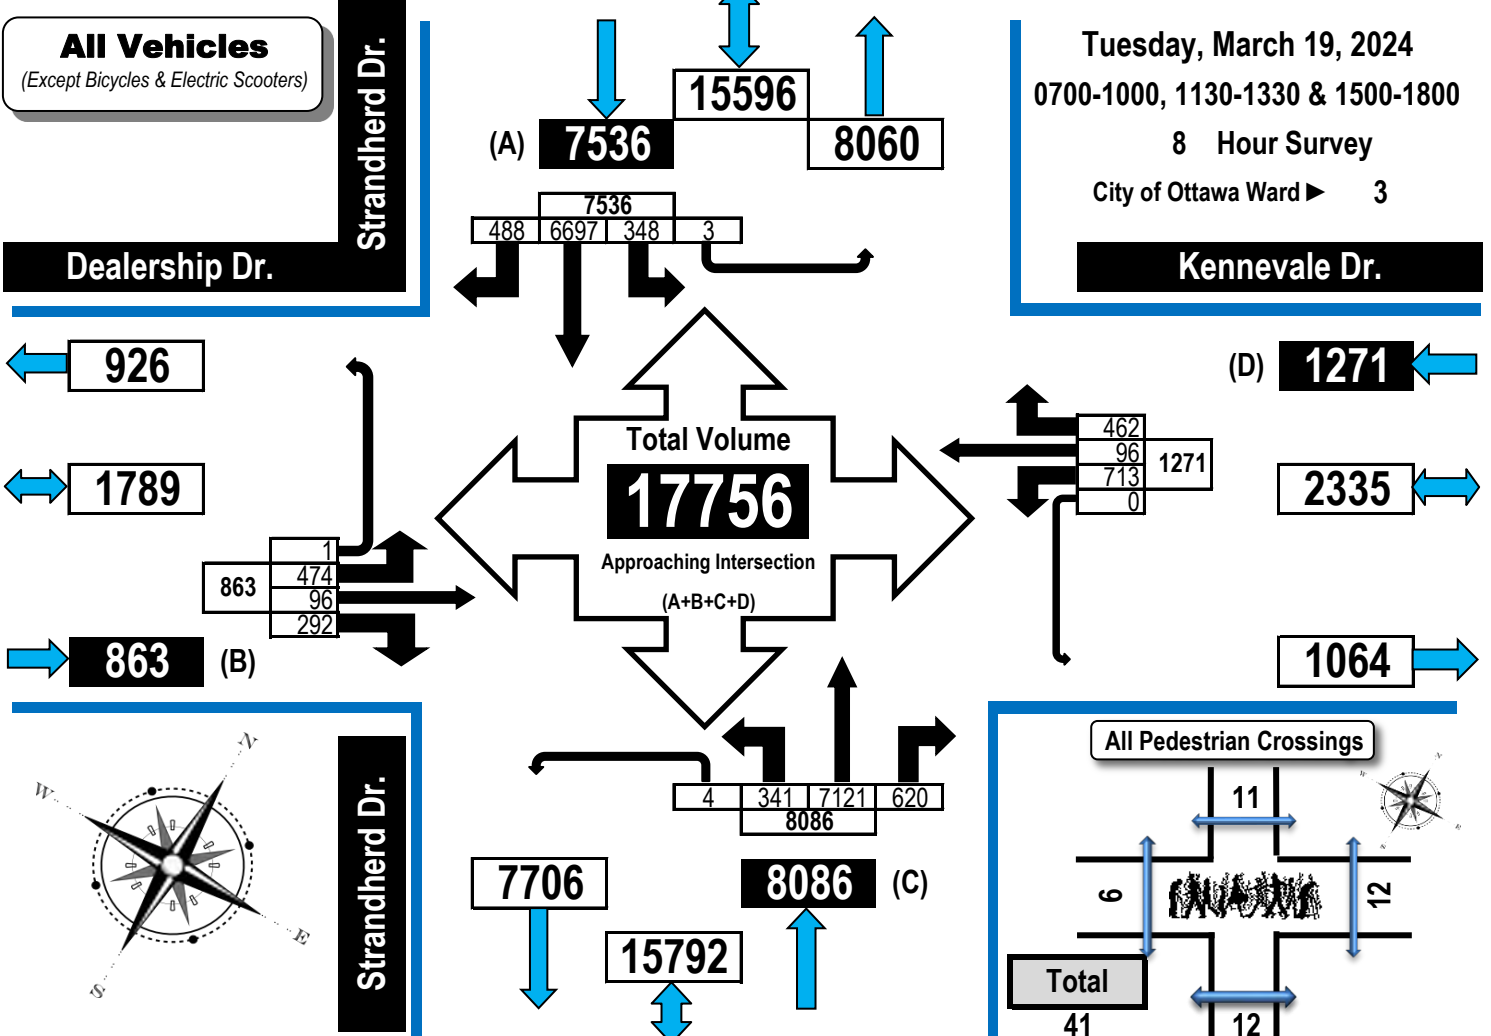 All Vehicles
(Except Bicycles & Electric Scooters)
Strandherd Dr.
Dealership Dr.
15596
(A) 7536
8060
7536
488 6697 348 3
Tuesday, March 19, 2024
0700-1000, 1130-1330 & 1500-1800
8 Hour Survey
City of Ottawa Ward ► 3
Kennevale Dr.
926
1789
1
474
96
292
863
863 (B)
Total Volume
17756
Approaching Intersection
(A+B+C+D)
(D) 1271
462
96
713
0
1271
2335
1064
N
W
E
S
Strandherd Dr.
4 341 7121 620
8086
7706
8086 (C)
15792
All Pedestrian Crossings
11
N
W
E
S
6
12
Total
41
12